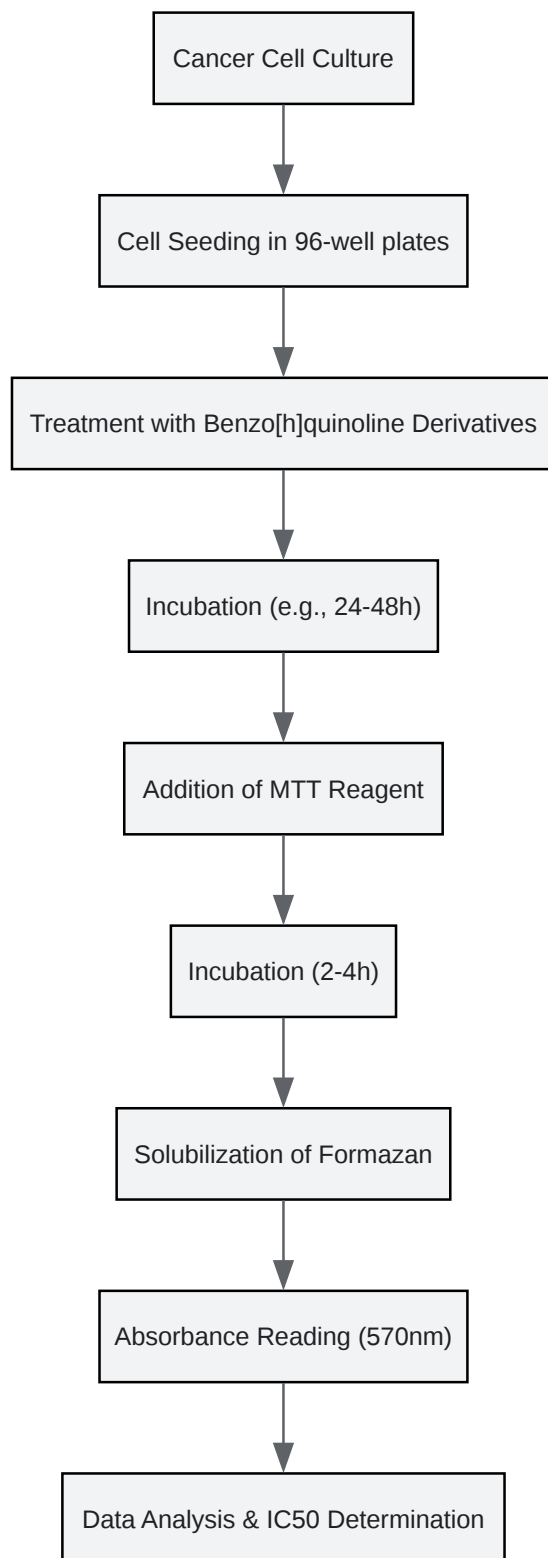 Cancer Cell Culture
Cell Seeding in 96-well plates
Treatment with Benzo[h]quinoline Derivatives
Incubation (e.g., 24-48h)
Addition of MTT Reagent
Incubation (2-4h)
Solubilization of Formazan
Absorbance Reading (570nm)
Data Analysis & IC50 Determination